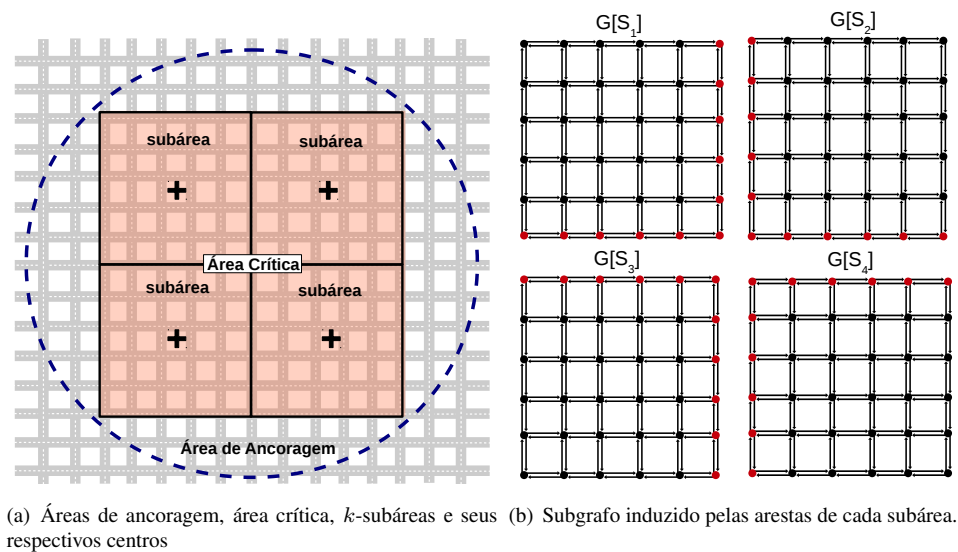 subárea
subárea
Área Crítica
subárea
subárea
Área de Ancoragem
G[S1]
G[S2]
G[S3]
G[S4]
(a) Áreas de ancoragem, área crítica, k-subáreas e seus
respectivos centros
(b) Subgrafo induzido pelas arestas de cada subárea.